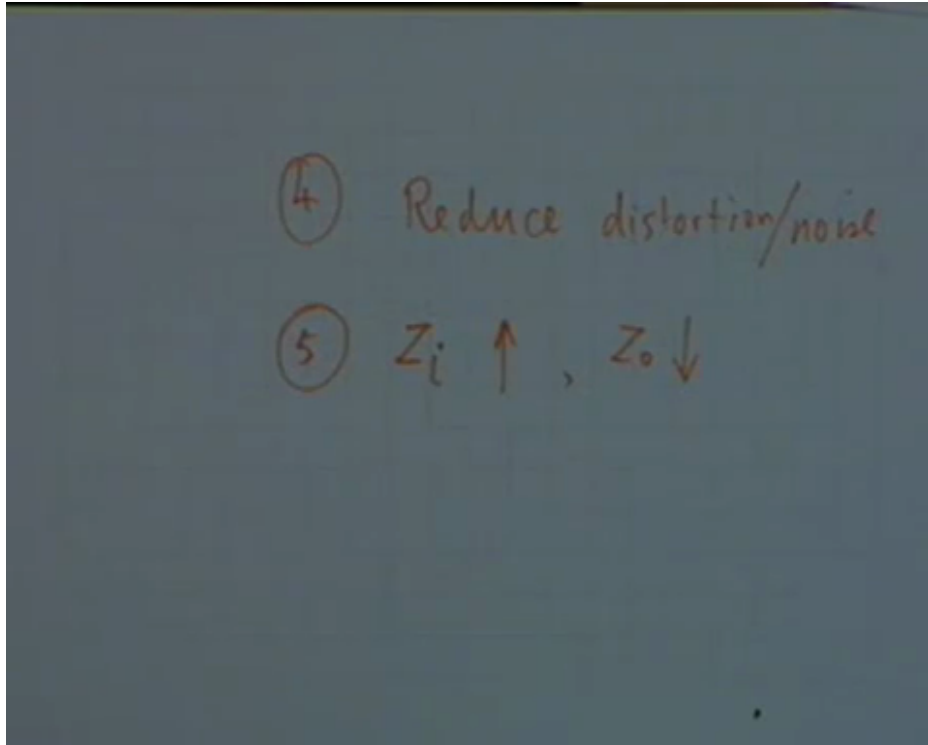 ④ Reduce distortion/noise
⑤ Zi ↑, Zo ↓